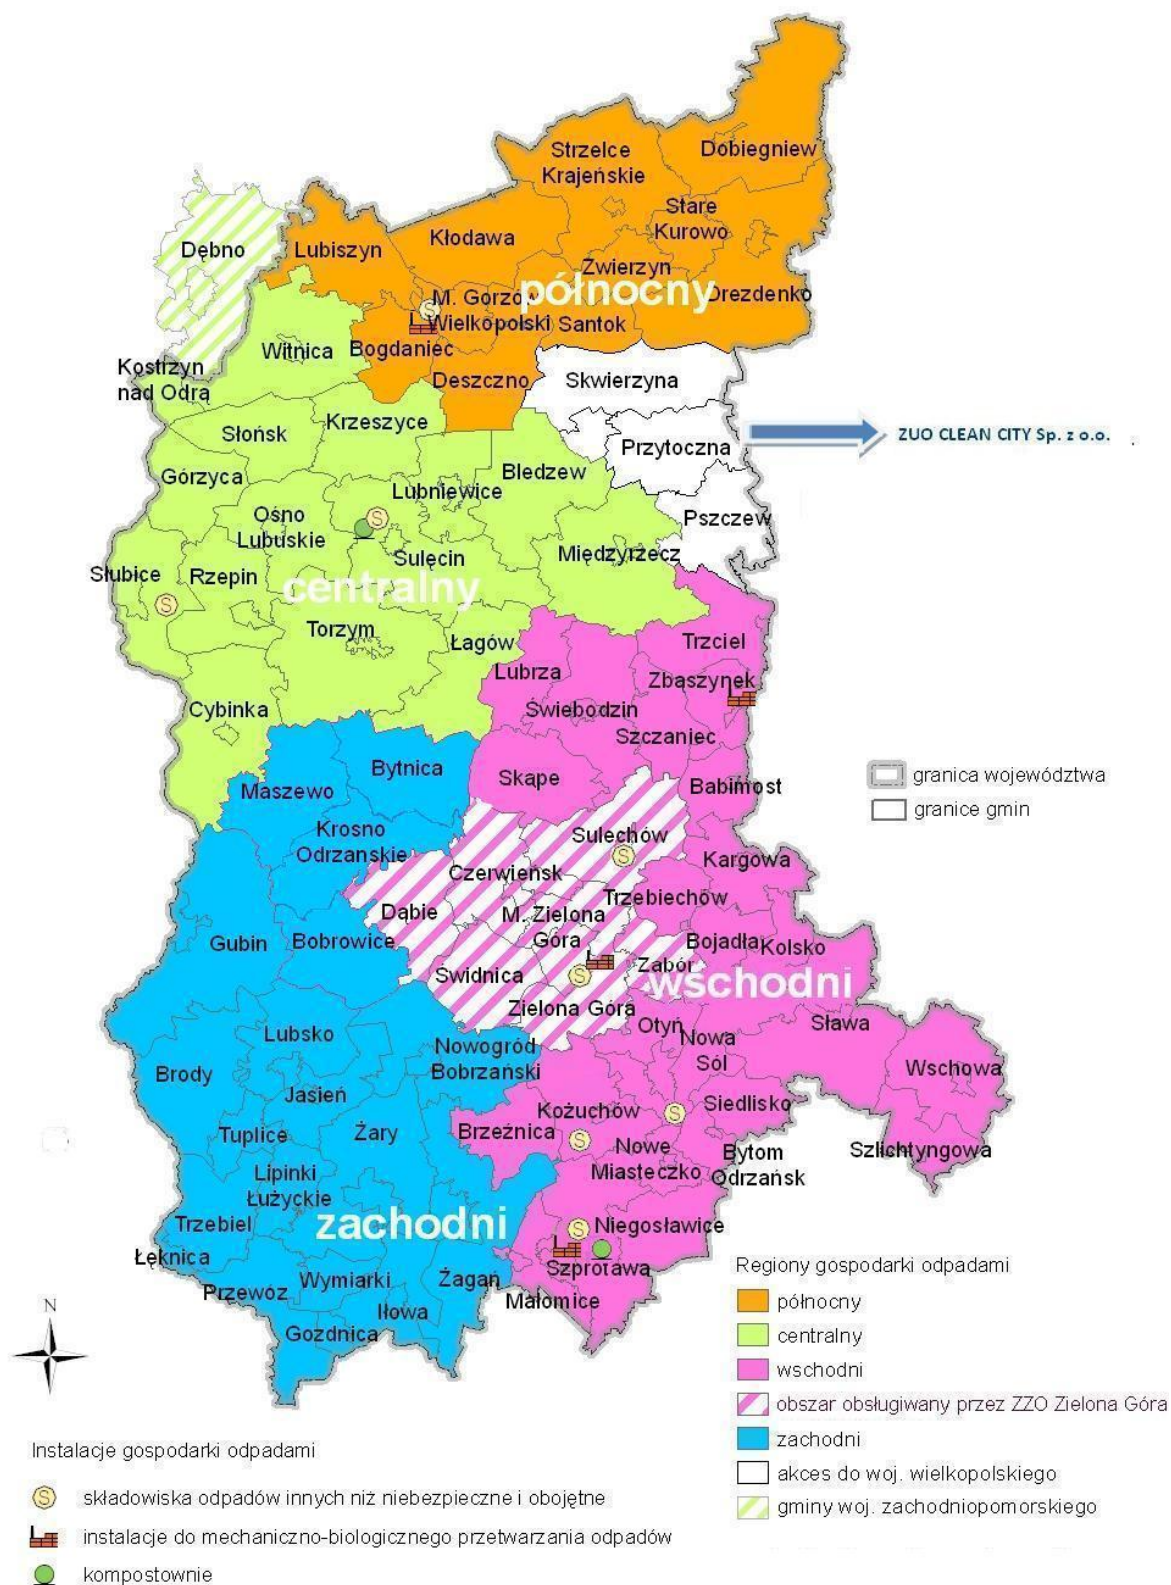 Dobiegniew
Strzelce
Krajeńskie
Stare
Kurowo
Kłodawa
Lubiszyn
Dębno
Zwierzyn
północny
Drezdenko
M. Gorzów
Wielkopolski
Santok
Witnica
Bogdaniec
Kostrzyn
nad Odrą
Deszczno
Skwierzyna
Krzeszyce
Słońsk
Przytoczna
ZUO CLEAN CITY Sp. z o.o.
Górzyca
Bledzew
Lubniewice
Ośno
Lubuskie
Pszczew
Międzyrzecz
Sulęcin
Słubice
Rzepin
centralny
Torzym
Łagów
Trzciel
Lubrza
Zbąszynek
Cybinka
Świebodzin
Szczaniec
Bytnica
Skąpe
Babimost
granica województwa
Maszewo
granice gmin
Krosno
Odrzanskie
Sulechów
Kargowa
Czerwieńsk
Trzebiechów
Dąbie
M. Zielona
Góra
Gubin
Bobrowice
Bojadła
Kolsko
Świdnica
Zabór
wschodni
Zielona Góra
Otyń
Nowa
Sól
Sława
Lubsko
Nowogród
Bobrzański
Wschowa
Brody
Jasień
Kożuchów
Siedlisko
Tuplice
Żary
Brzeźnica
Nowe
Miasteczko
Bytom
Odrzańsk
Szlichtyngowa
Lipinki
Łużyckie
Trzebiel
zachodni
Niegosławice
Łęknica
Szprotawa
Przewóz
Wymiarki
Żagań
Małomice
Iłowa
Gozdnica
N
Regiony gospodarki odpadami
północny
centralny
wschodni
obszar obsługiwany przez ZZO Zielona Góra
zachodni
akces do woj. wielkopolskiego
gminy woj. zachodniopomorskiego
Instalacje gospodarki odpadami
S składowiska odpadów innych niż niebezpieczne i obojętne
instalacje do mechaniczno-biologicznego przetwarzania odpadów
kompostownie